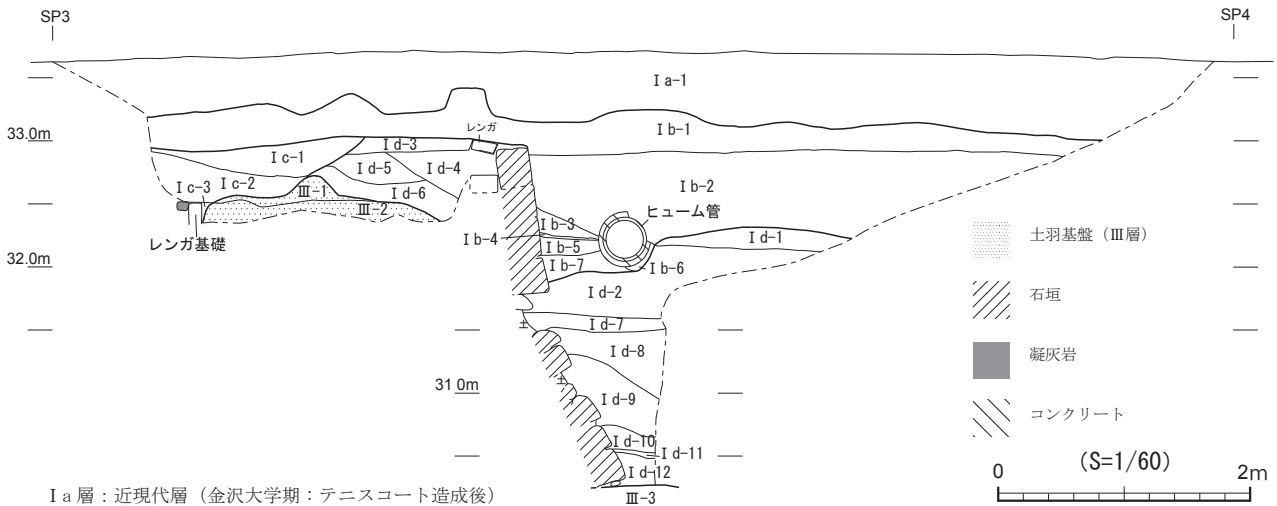 SP3
SP4
Ⅰa-1
33.0m
Ⅰb-1
レンガ
Ⅰd-3
Ⅰc-1
Ⅰd-5
Ⅰd-4
Ⅰb-2
Ⅰc-3
Ⅰc-2
Ⅲ-1
Ⅰd-6
Ⅲ-2
ヒューム管
レンガ基礎
Ⅰb-3
Ⅰb-4
Ⅰb-5
Ⅰd-1
土羽基盤（Ⅲ層）
32.0m
Ⅰb-7
Ⅰb-6
Ⅰd-2
石垣
土
Ⅰd-7
Ⅰd-8
凝灰岩
土
31.0m
Ⅰd-9
コンクリート
Ⅰd-10
Ⅰd-11
Ⅰd-12
0
(S=1/60)
2m
Ⅰa層：近現代層（金沢大学期：テニスコート造成後）
Ⅲ-3